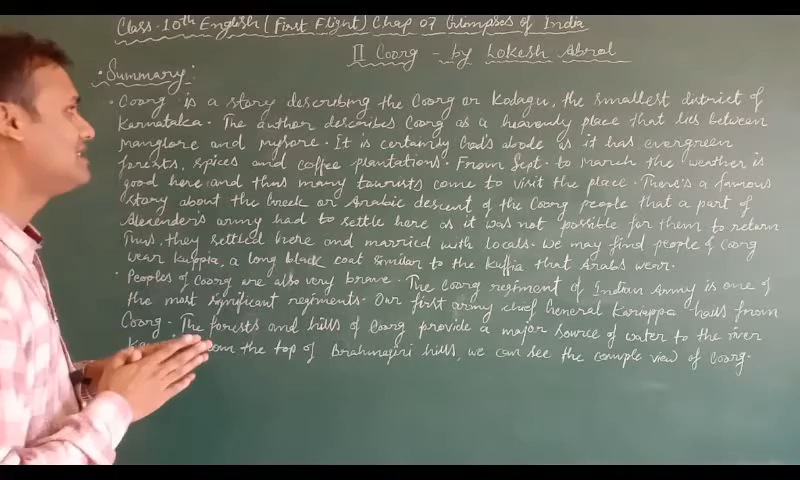 Class-10th English (First Flight) Chap 07 Glimpses of India
II Coorg - by Lokesh Abrol
• Summary:
• Coorg is a story describing the Coorg or Kodagu, the smallest district of
Karnataka. The author describes Coorg as a heavenly place that lies between
Manglore and Mysore. It is certainly God's abode as it has evergreen
forests, spices and coffee plantations. From Sept. to march the weather is
good here and thus many tourists come to visit the place. There's a famous
story about the Greek or Arabic descent of the Coorg people that a part of
Alexender's army had to settle here as it was not possible for them to return
Thus, they settled here and married with locals. We may find people of Coorg
wear Kuppia, a long black coat similar to the Kuffia that Arabs wear.
• Peoples of Coorg are also very brave. The Coorg regiment of Indian Army is one of
the most significant regiments. Our first army chief General Kariappa hails from
Coorg. The forests and hills of Coorg provide a major source of water to the river
the top of Brahmagiri hills, we can see the comple view of Coorg.